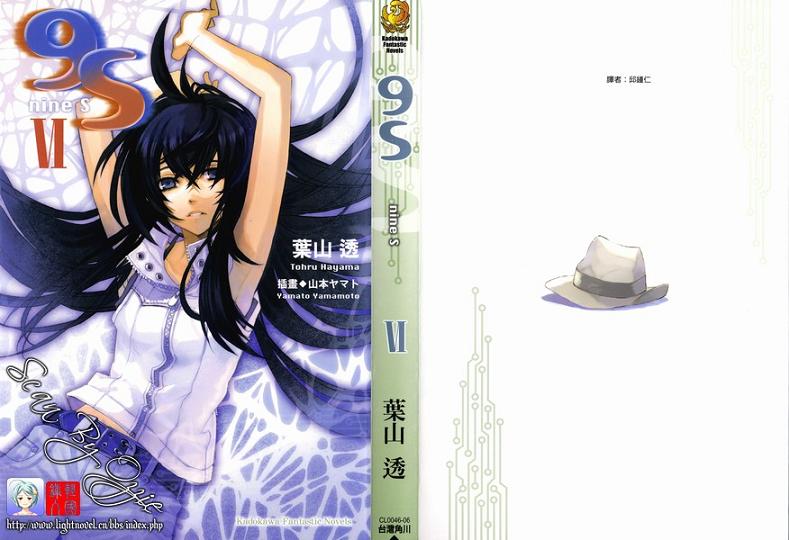 9S
nine S
VI
葉山 透
Tohru Hayama
插畫◆山本ヤマト
Yamato Yamamoto
Scan By Ozzie
http://www.lightnovel.cn/bbs/index.php
Kadokawa Fantastic Novels
Kadokawa
Fantastic
Novels
9S
nine S
VI
葉山 透
CL0046-06
台灣角川
譯者：邱鍾仁